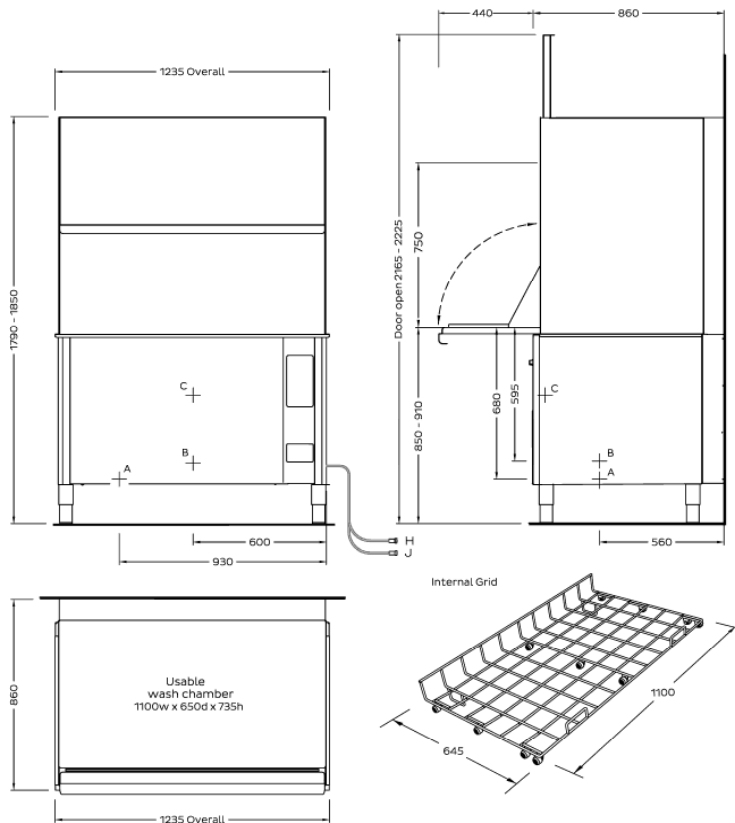 440
860
1235 Overall
1790 - 1850
C
B
A
600
930
H
J
Door open 2165 - 2225
750
850 - 910
680
595
C
B
A
560
860
Usable
wash chamber
1100w x 650d x 735h
1235 Overall
Internal Grid
645
1100